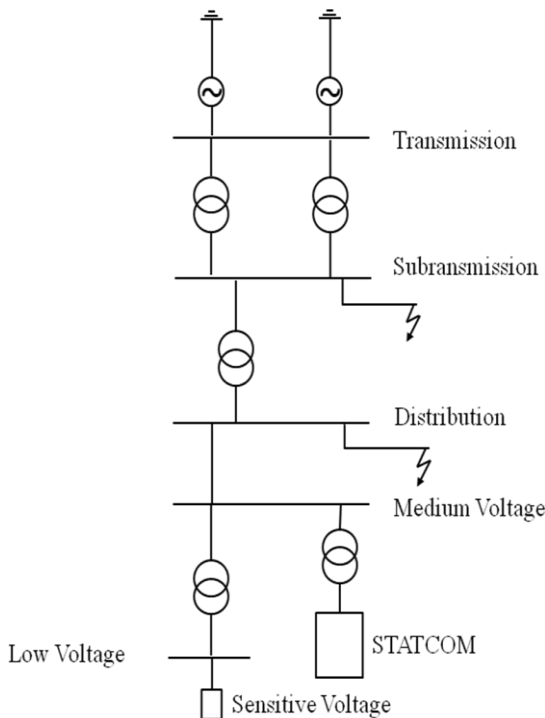 Transmission
Subransmission
Distribution
Medium Voltage
STATCOM
Low Voltage
Sensitive Voltage